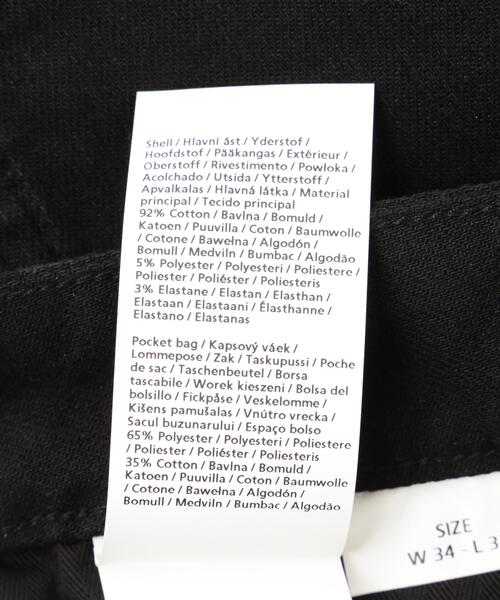 Shell / Hlavní ást / Yderstof /
Hoofdstof / Pääkangas / Extérieur /
Oberstoff / Rivestimento / Powłoka /
Acolchado / Utsida / Ytterstoff /
Apvalkalas / Hlavná látka / Material
principal / Tecido principal
92% Cotton / Bavlna / Bomuld /
Katoen / Puuvilla / Coton / Baumwolle
/ Cotone / Bawełna / Algodón /
Bomull / Medviln / Bumbac / Algodão
5% Polyester / Polyesteri / Poliestere /
Poliester / Poliéster / Poliesteris
3% Elastane / Elastan / Elasthan /
Elastaan / Elastaani / Élasthanne /
Elastano / Elastanas
Pocket bag / Kapsový váek /
Lommepose / Zak / Taskupussi / Poche
de sac / Taschenbeutel / Borsa
tascabile / Worek kieszeni / Bolsa del
bolsillo / Fickpåse / Veskelomme /
Kišens pamušalas / Vnútro vrecka /
Sacul buzunarului / Espaço bolso
65% Polyester / Polyesteri / Poliestere
/ Poliester / Poliéster / Poliesteris
35% Cotton / Bavlna / Bomuld /
Katoen / Puuvilla / Coton / Baumwolle
/ Cotone / Bawełna / Algodón /
Bomull / Medviln / Bumbac / Algodão
SIZE
W 34 - L 3